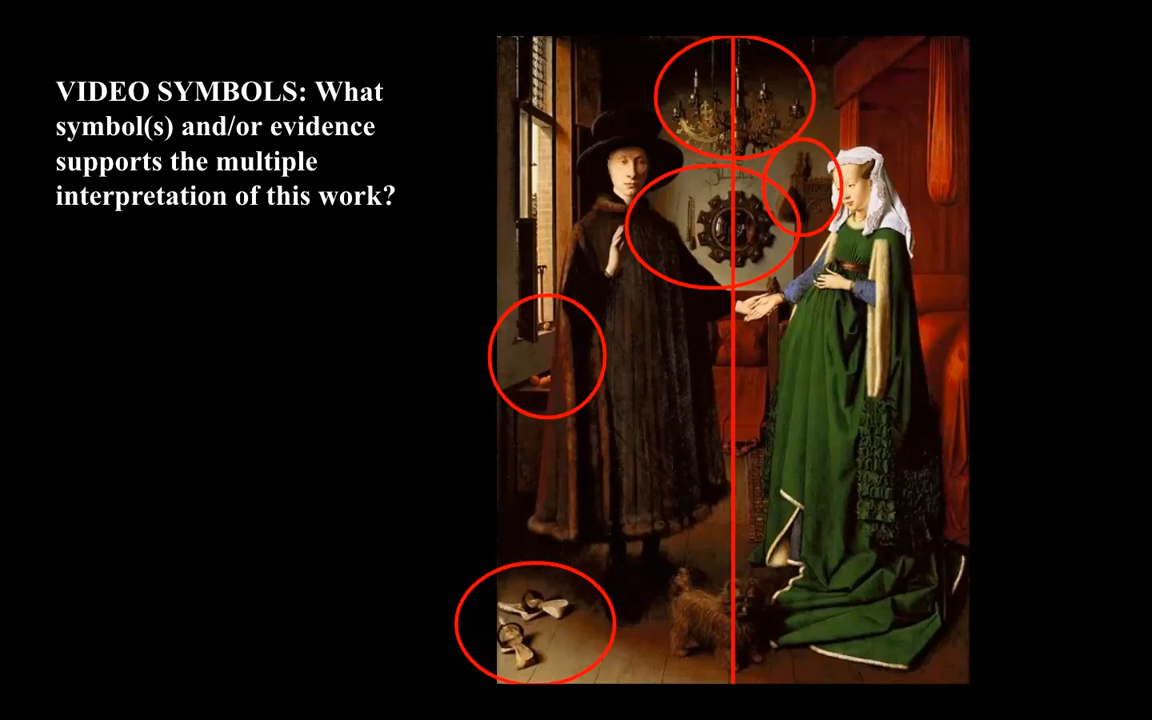 VIDEO SYMBOLS: What
symbol(s) and/or evidence
supports the multiple
interpretation of this work?